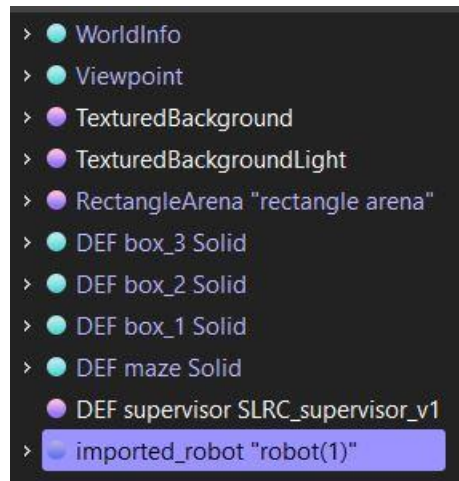 WorldInfo
Viewpoint
TexturedBackground
TexturedBackgroundLight
RectangleArena "rectangle arena"
DEF box_3 Solid
DEF box_2 Solid
DEF box_1 Solid
DEF maze Solid
DEF supervisor SLRC_supervisor_v1
imported_robot "robot(1)"